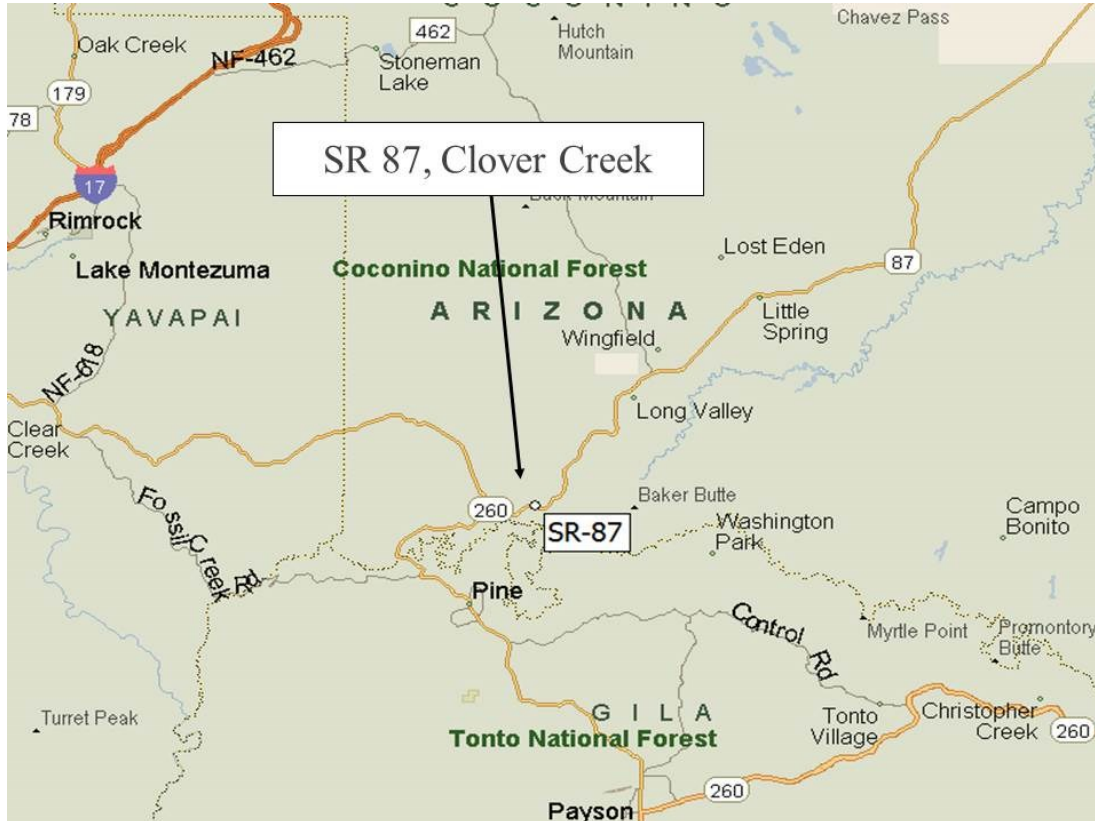 COCONINO
Chavez Pass
Hutch
Mountain
462
Oak Creek
NF-462
Stoneman
Lake
179
78
SR 87, Clover Creek
17
Rimrock
Lost Eden
87
Lake Montezuma
Coconino National Forest
ARIZONA
YAVAPAI
Little
Spring
Wingfield
NF-618
Long Valley
Clear
Creek
Fossil Creek Rd
260
Baker Butte
SR-87
Washington
Park
Campo
Bonito
Pine
Control Rd
Myrtle Point
Promontory
Butte
Turret Peak
GILA
Tonto National Forest
Tonto
Village
Christopher
Creek
260
260
Payson